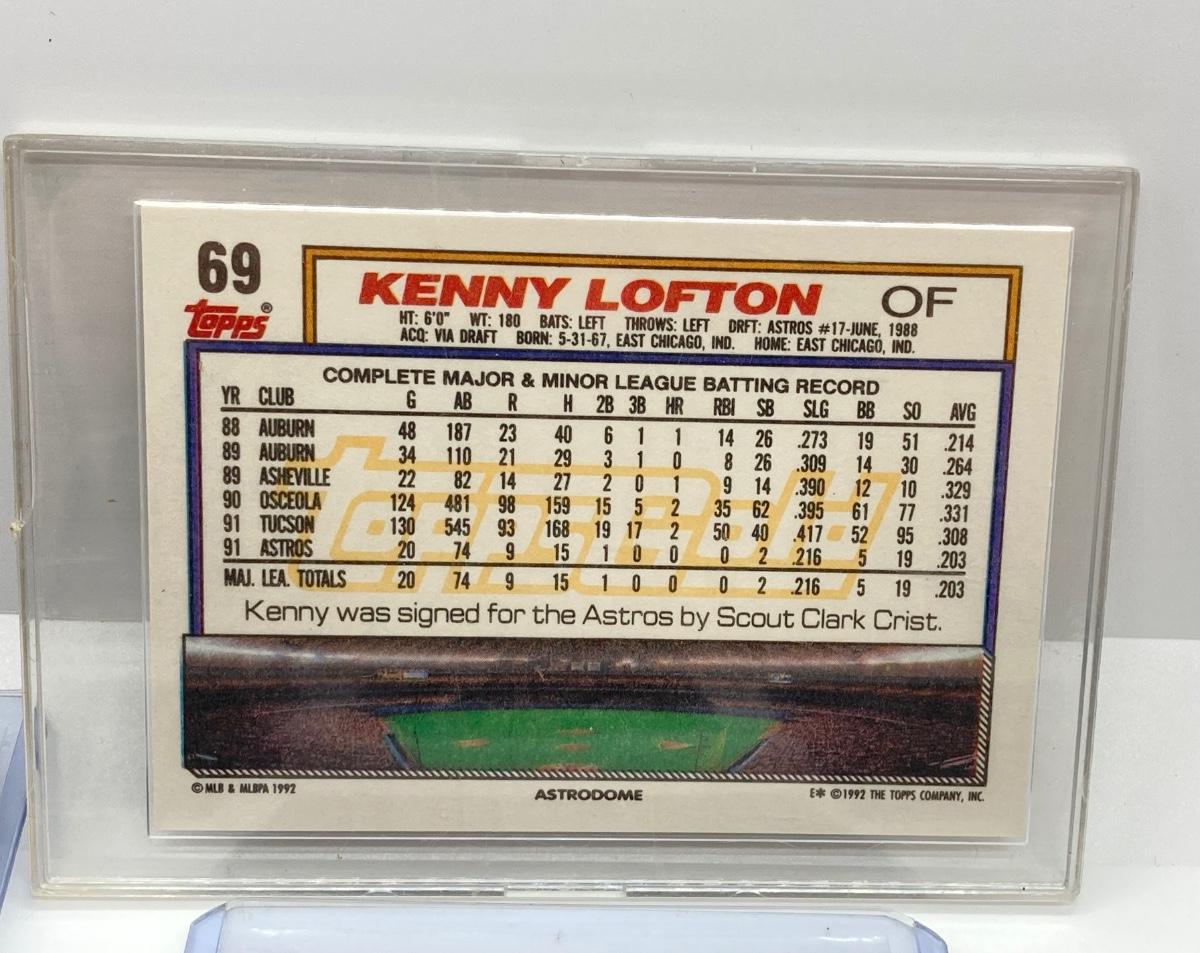 69
KENNY LOFTON OF
Topps®
HT: 6'0" WT: 180 BATS: LEFT THROWS: LEFT DRFT: ASTROS #17-JUNE, 1988
ACQ: VIA DRAFT BORN: 5-31-67, EAST CHICAGO, IND. HOME: EAST CHICAGO, IND.
COMPLETE MAJOR & MINOR LEAGUE BATTING RECORD
YR CLUB G AB R H 2B 3B HR RBI SB SLG BB SO AVG
88 AUBURN 48 187 23 40 6 1 1 14 26 .273 19 51 .214
89 AUBURN 34 110 21 29 3 1 0 8 26 .309 14 30 .264
89 ASHEVILLE 22 82 14 27 2 0 1 9 14 .390 12 10 .329
90 OSCEOLA 124 481 98 159 15 5 2 35 62 .395 61 77 .331
91 TUCSON 130 545 93 168 19 17 2 50 40 .417 52 95 .308
91 ASTROS 20 74 9 15 1 0 0 0 2 .216 5 19 .203
MAJ. LEA. TOTALS 20 74 9 15 1 0 0 0 2 .216 5 19 .203
ToppsGold
Kenny was signed for the Astros by Scout Clark Crist.
© MLB & MLBPA 1992
ASTRODOME
E* ©1992 THE TOPPS COMPANY, INC.